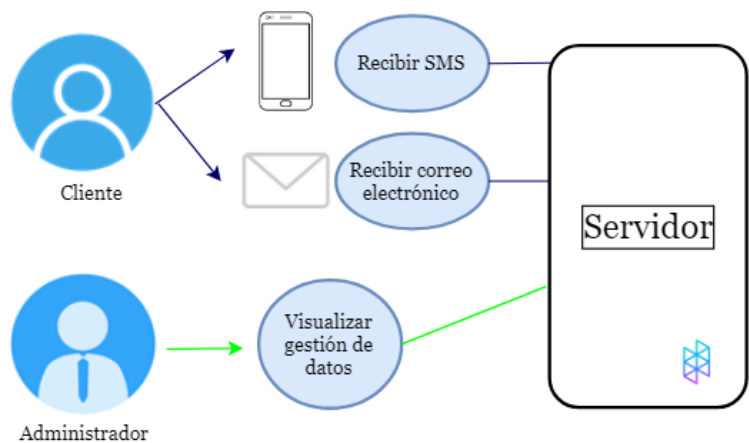 Recibir SMS
Cliente
Recibir correo
electrónico
Servidor
Visualizar
gestión de
datos
Administrador